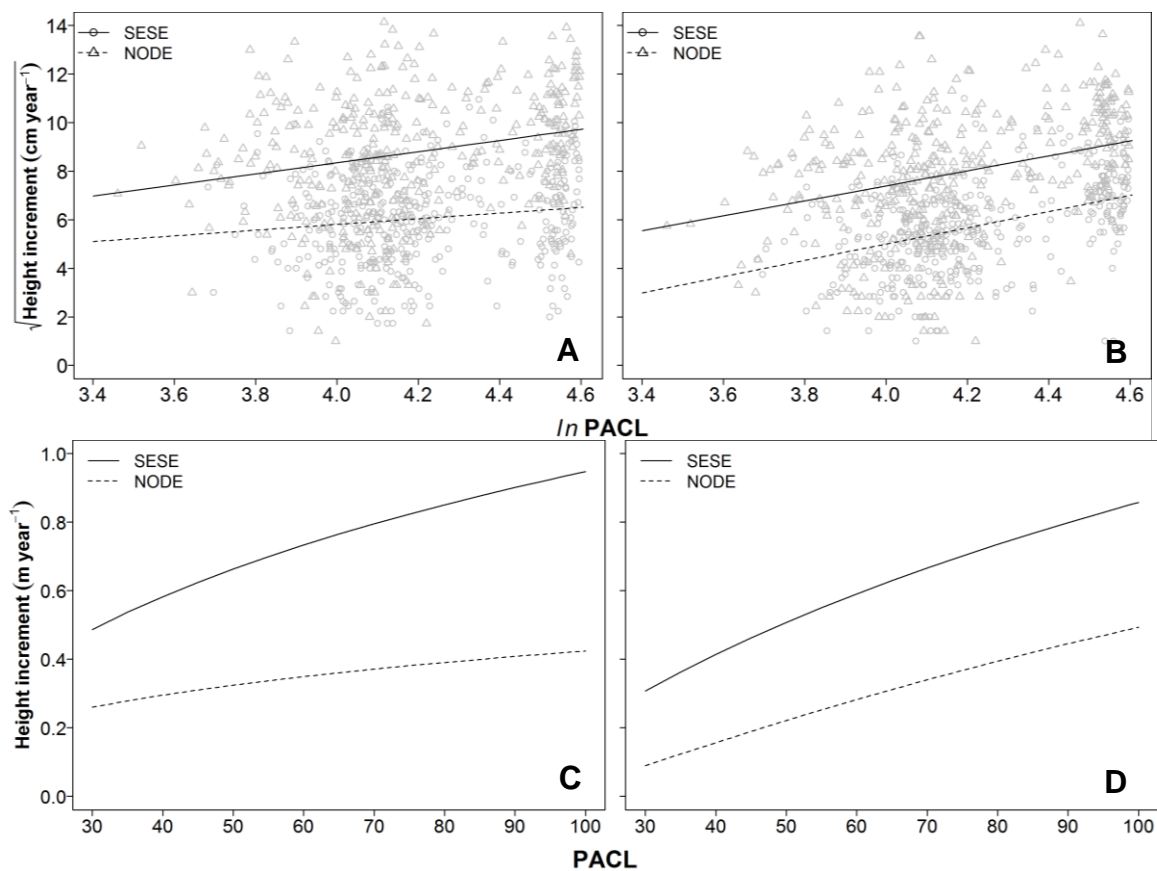 14
12
10
8
6
4
2
0
√Height increment (cm year⁻¹)
SESE
NODE
A
3.4 3.6 3.8 4.0 4.2 4.4 4.6
SESE
NODE
B
3.4 3.6 3.8 4.0 4.2 4.4 4.6
ln PACL
1.0
0.8
0.6
0.4
0.2
0.0
Height increment (m year⁻¹)
SESE
NODE
C
30 40 50 60 70 80 90 100
SESE
NODE
D
30 40 50 60 70 80 90 100
PACL